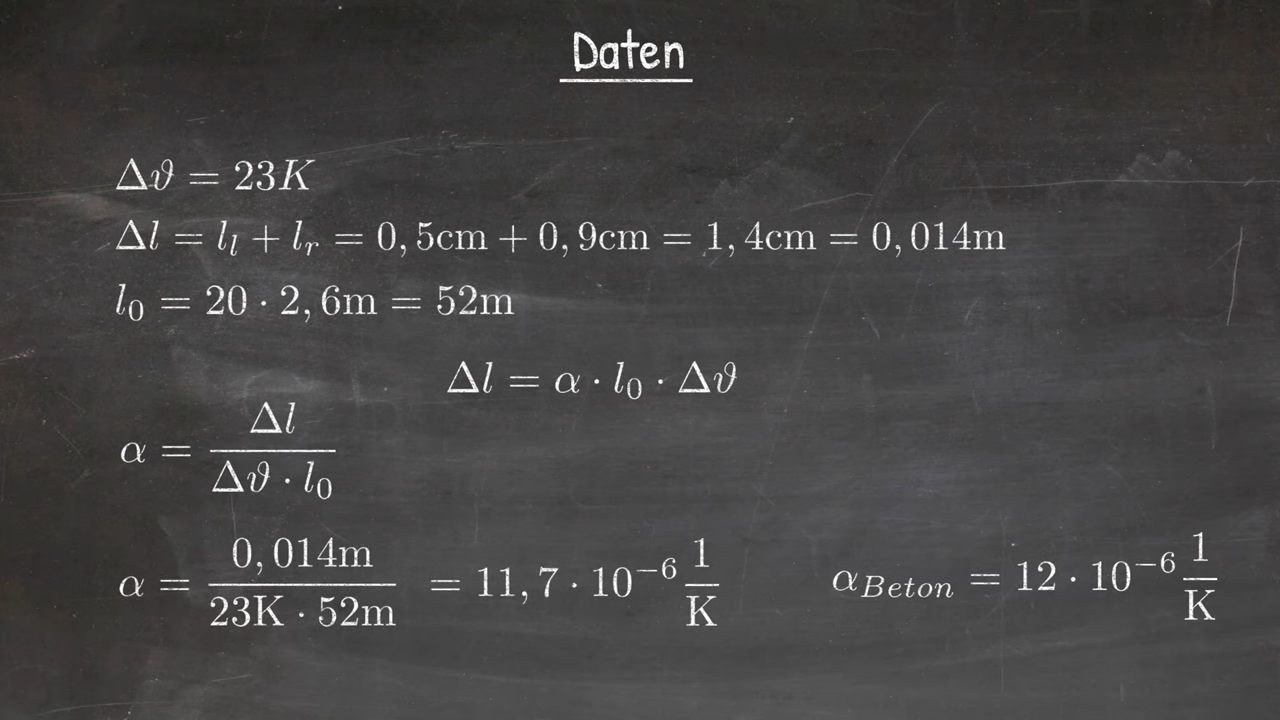 Daten
Δϑ = 23K
Δl = l_l + l_r = 0,5cm + 0,9cm = 1,4cm = 0,014m
l_0 = 20 · 2,6m = 52m
Δl = α · l_0 · Δϑ
α = Δl / (Δϑ · l_0)
α = 0,014m / (23K · 52m) = 11,7 · 10^{-6} 1/K
α_{Beton} = 12 · 10^{-6} 1/K